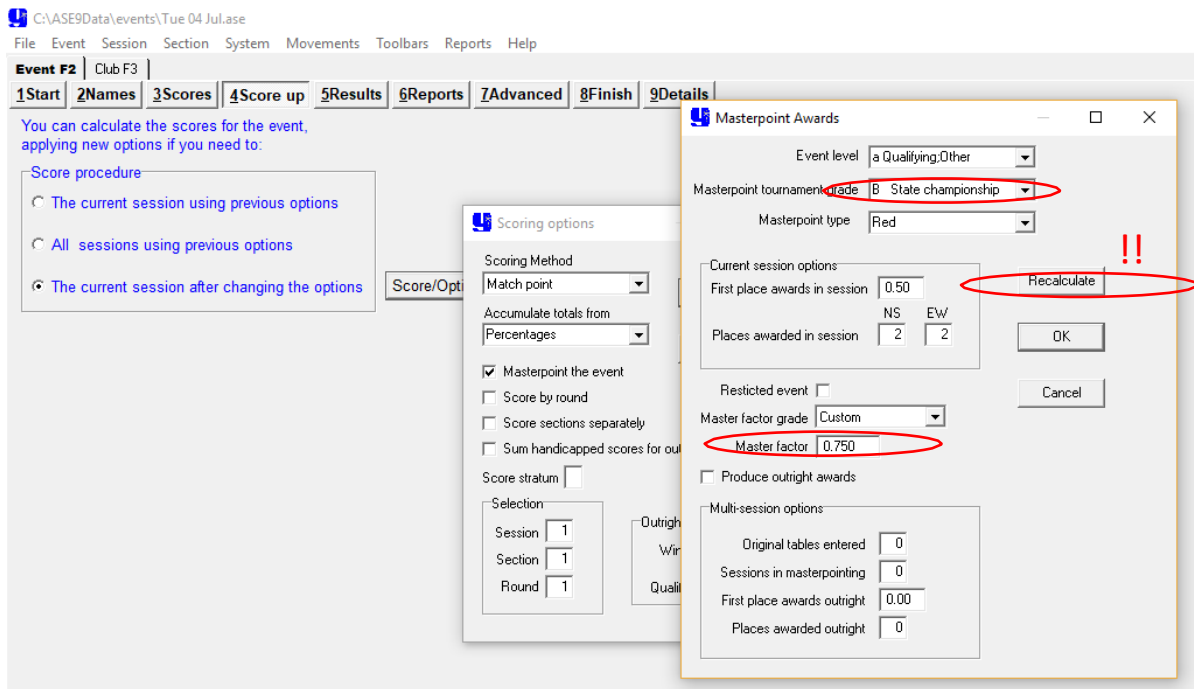 C:\ASE9Data\events\Tue 04 Jul.ase
File Event Session Section System Movements Toolbars Reports Help
Event F2 Club F3
1Start 2Names 3Scores 4Score up 5Results 6Reports 7Advanced 8Finish 9Details
You can calculate the scores for the event,
applying new options if you need to:
Score procedure
The current session using previous options
All sessions using previous options
The current session after changing the options
Score/Opti
Scoring options
Scoring Method
Match point
Accumulate totals from
Percentages
Masterpoint the event
Score by round
Score sections separately
Sum handicapped scores for ou
Score stratum
Selection
Session 1
Section 1
Round 1
Outrigh
Wir
Quali
Masterpoint Awards
Event level a Qualifying;Other
Masterpoint tournament grade B State championship
Masterpoint type Red
!!
Current session options
First place awards in session 0.50
NS EW
Places awarded in session 2 2
Recalculate
OK
Cancel
Resticted event
Master factor grade Custom
Master factor 0.750
Produce outright awards
Multi-session options
Original tables entered 0
Sessions in masterpointing 0
First place awards outright 0.00
Places awarded outright 0